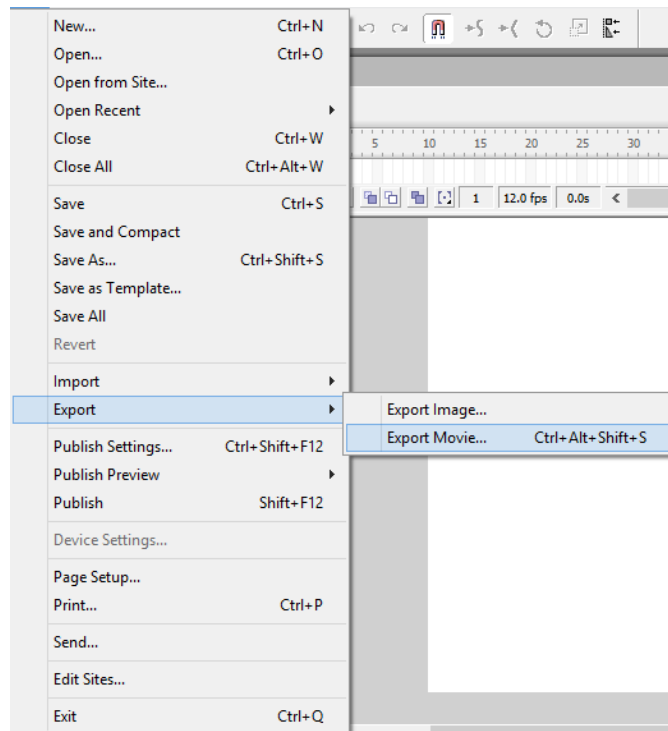 New... Ctrl+N
Open... Ctrl+O
Open from Site...
Open Recent
Close Ctrl+W
5 10 15 20 25 30
Close All Ctrl+Alt+W
Save Ctrl+S
1 12.0 fps 0.0s
Save and Compact
Save As... Ctrl+Shift+S
Save as Template...
Save All
Revert
Import
Export
Export Image...
Export Movie... Ctrl+Alt+Shift+S
Publish Settings... Ctrl+Shift+F12
Publish Preview
Publish Shift+F12
Device Settings...
Page Setup...
Print... Ctrl+P
Send...
Edit Sites...
Exit Ctrl+Q